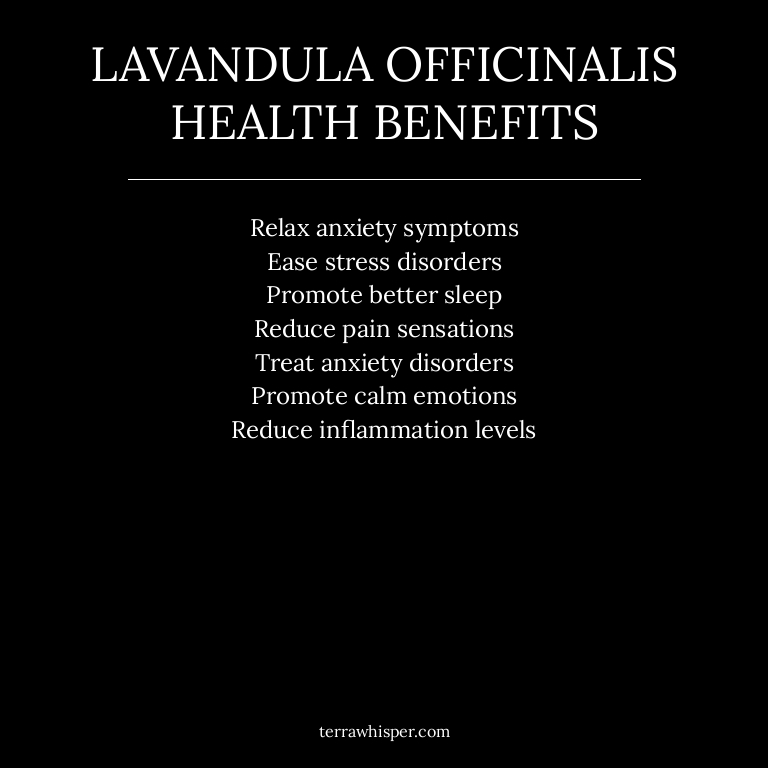 LAVANDULA OFFICINALIS
HEALTH BENEFITS
Relax anxiety symptoms
Ease stress disorders
Promote better sleep
Reduce pain sensations
Treat anxiety disorders
Promote calm emotions
Reduce inflammation levels
terrawhisper.com